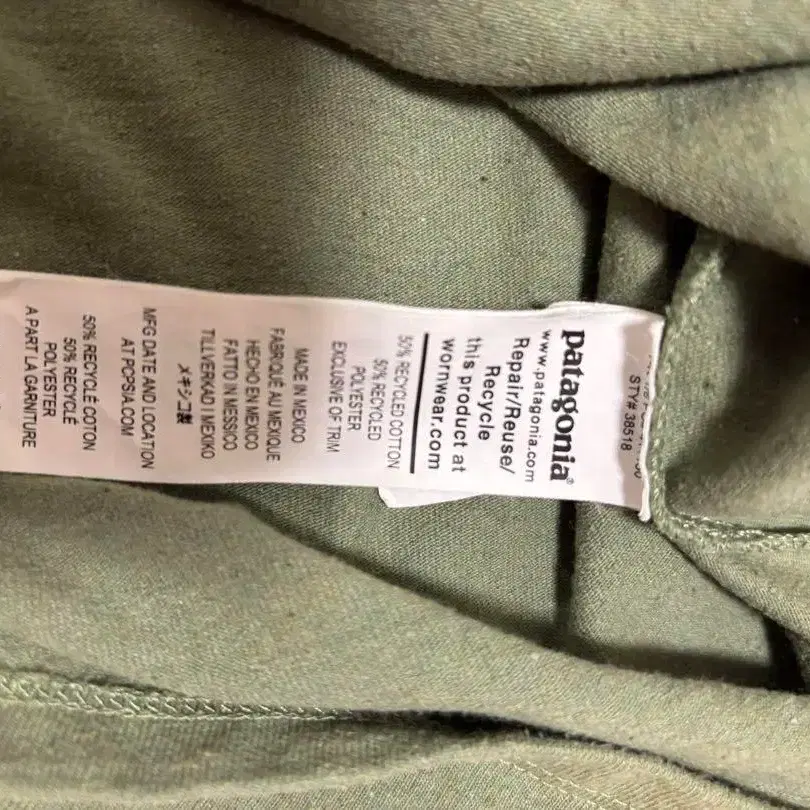 STY# 38518
patagonia®
www.patagonia.com
Repair/Reuse/
Recycle
this product at
wornwear.com
50% RECYCLED COTTON
50% RECYCLED
POLYESTER
EXCLUSIVE OF TRIM
MADE IN MEXICO
FABRIQUÉ AU MEXIQUE
HECHO EN MEXICO
FATTO IN MESSICO
TILLVERKAD I MEXIKO
メキシコ製
MFG DATE AND LOCATION
AT POPSIA.COM
50% RECYCLÉ COTON
50% RECYCLÉ
POLYESTER
A PART LA GARNITURE